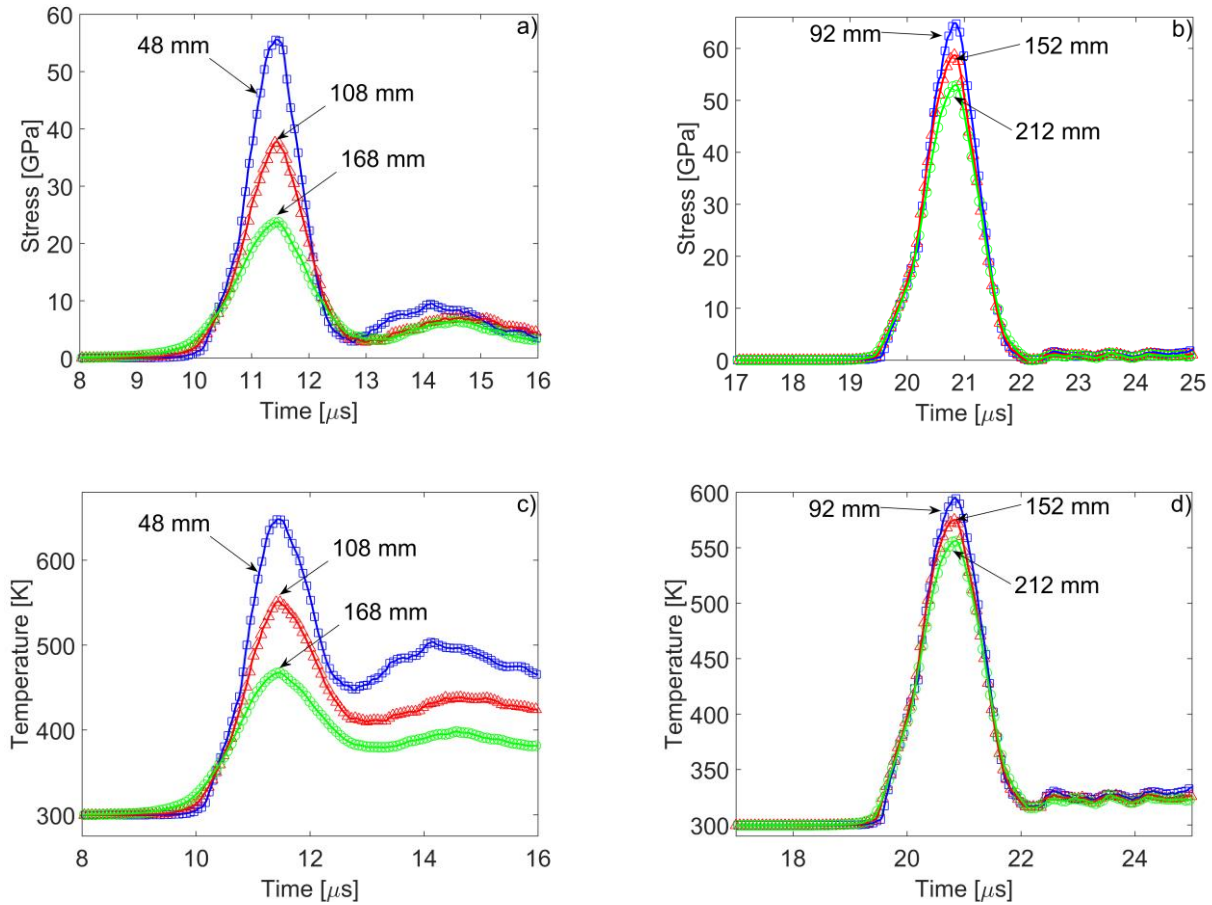 a)
60
50
40
30
20
10
0
Stress [GPa]
48 mm
108 mm
168 mm
8 9 10 11 12 13 14 15 16
Time [μs]
b)
60
50
40
30
20
10
0
Stress [GPa]
92 mm
152 mm
212 mm
17 18 19 20 21 22 23 24 25
Time [μs]
c)
600
500
400
300
Temperature [K]
48 mm
108 mm
168 mm
8 10 12 14 16
Time [μs]
d)
600
550
500
450
400
350
300
Temperature [K]
92 mm
152 mm
212 mm
18 20 22 24
Time [μs]